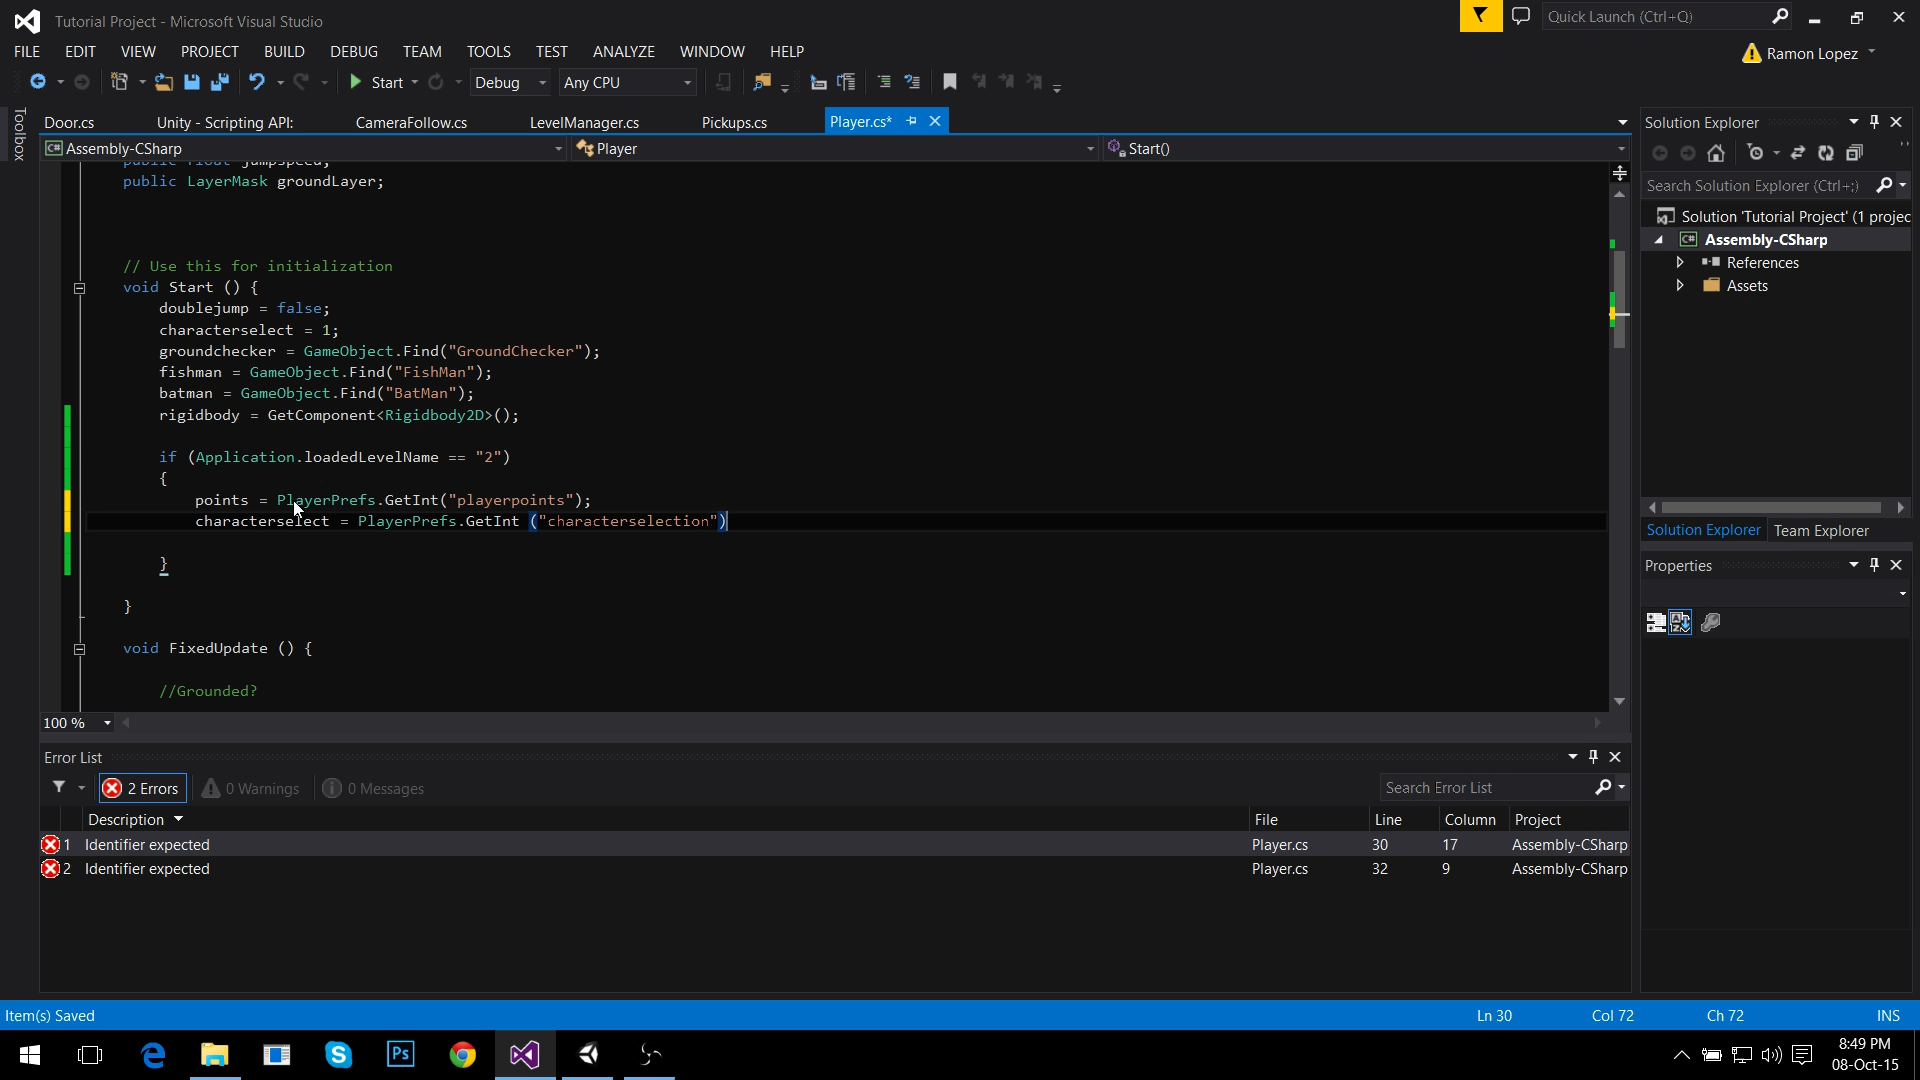 Tutorial Project - Microsoft Visual Studio
Quick Launch (Ctrl+Q)
FILE EDIT VIEW PROJECT BUILD DEBUG TEAM TOOLS TEST ANALYZE WINDOW HELP
Ramon Lopez
Start Debug Any CPU
Toolbox
Door.cs Unity - Scripting API: CameraFollow.cs LevelManager.cs Pickups.cs Player.cs*
Assembly-CSharp Player Start()
public float jumpspeed;
public LayerMask groundLayer;
// Use this for initialization
void Start () {
doublejump = false;
characterselect = 1;
groundchecker = GameObject.Find("GroundChecker");
fishman = GameObject.Find("FishMan");
batman = GameObject.Find("BatMan");
rigidbody = GetComponent<Rigidbody2D>();
if (Application.loadedLevelName == "2")
{
points = PlayerPrefs.GetInt("playerpoints");
characterselect = PlayerPrefs.GetInt ("characterselection")
}
}
void FixedUpdate () {
//Grounded?
100 %
Solution Explorer
Search Solution Explorer (Ctrl+;)
Solution 'Tutorial Project' (1 projec
Assembly-CSharp
References
Assets
Solution Explorer Team Explorer
Properties
Error List
2 Errors 0 Warnings 0 Messages
Search Error List
Description File Line Column Project
1 Identifier expected Player.cs 30 17 Assembly-CSharp
2 Identifier expected Player.cs 32 9 Assembly-CSharp
Item(s) Saved Ln 30 Col 72 Ch 72 INS
Ps
8:49 PM
08-Oct-15